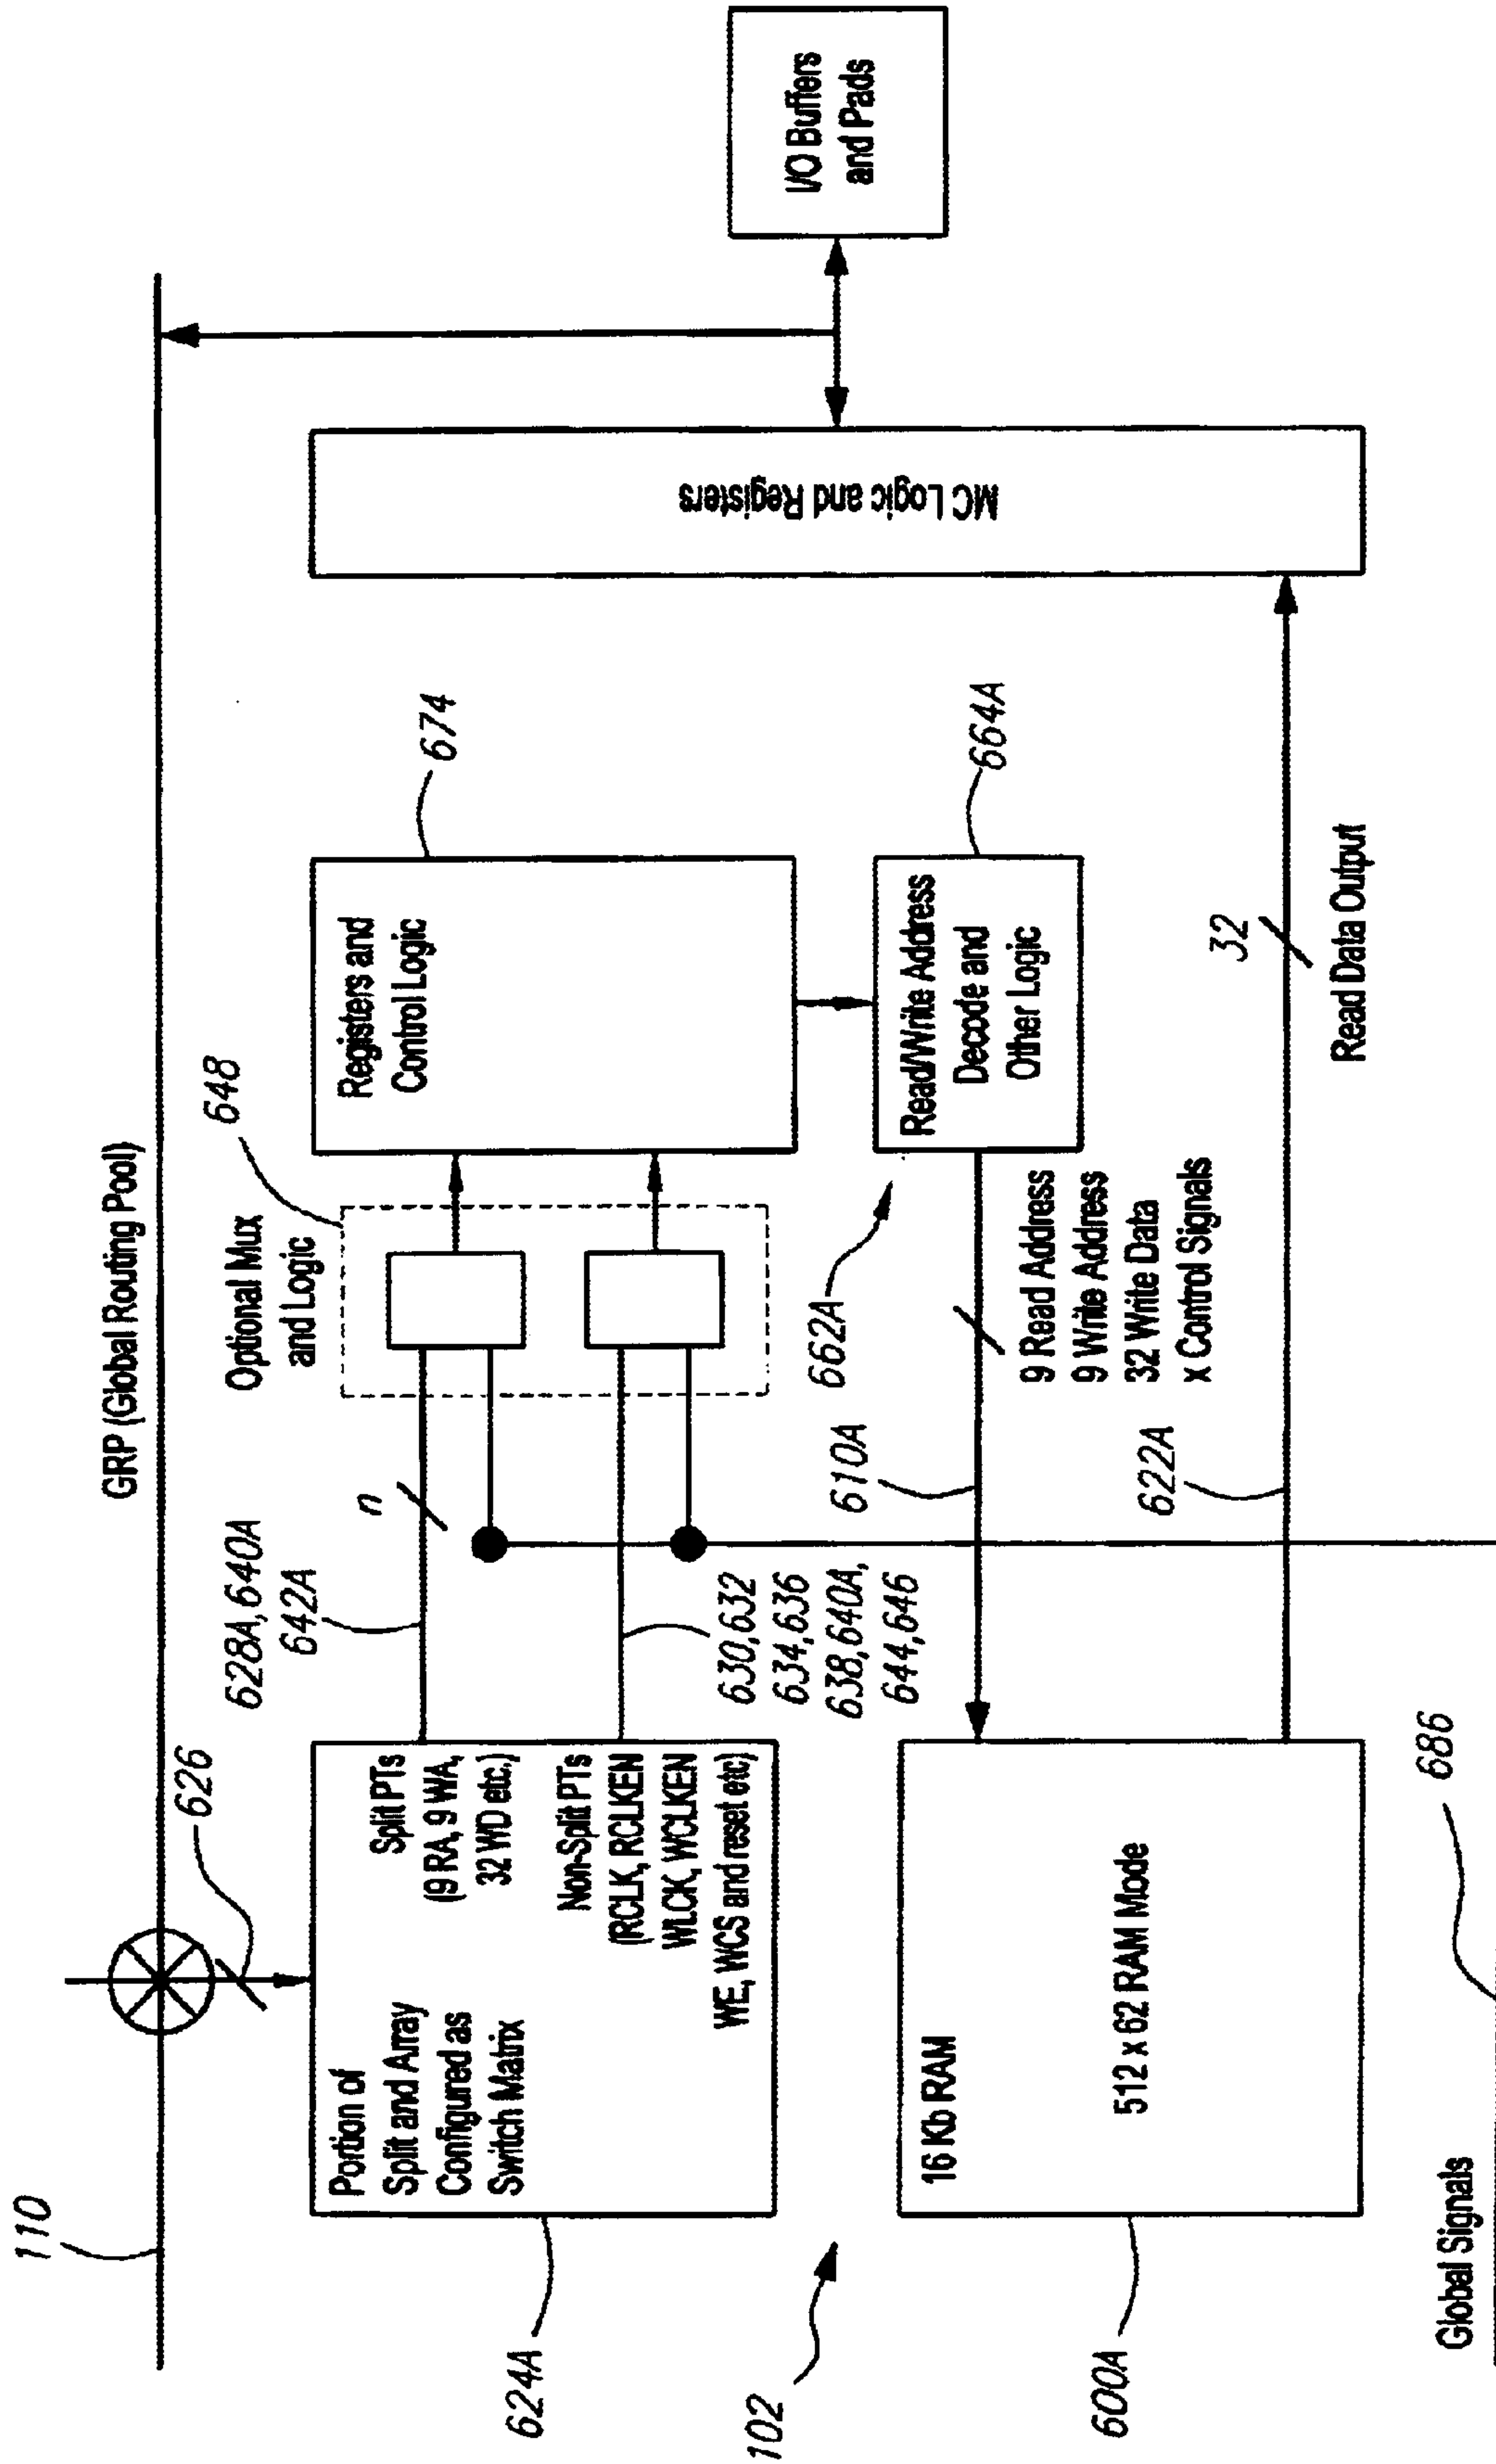 110
GRP (Global Routing Pool)
626
628A,640A
642A
n
Optional Mux
and Logic
648
674
Portion of
Split and Array
Configured as
Switch Matrix
Split PTs
(9 RA, 9 WA,
32 WD etc.)
Non-Split PTs
(RCLK, RCLKEN
WLCK, WCLKEN
WE, WCS and reset etc)
624A
630,632
634,636
638,640A,
644,646
Registers and
Control Logic
MC Logic and Registers
I/O Buffers
and Pads
102
662A
Read/Write Address
Decode and
Other Logic
664A
610A
9 Read Address
9 Write Address
32 Write Data
x Control Signals
16 Kb RAM
512 x 62 RAM Mode
600A
622A
32
Read Data Output
Global Signals
686